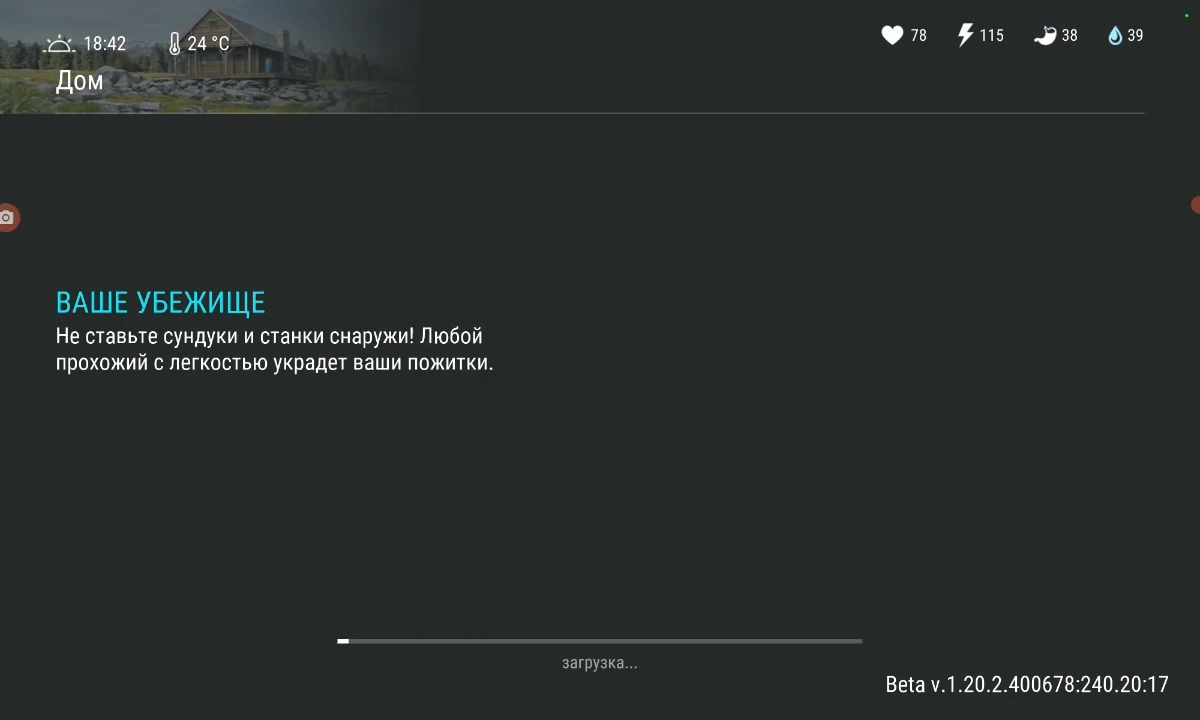 18:42 24 °C
78 115 38 39
Дом
ВАШЕ УБЕЖИЩЕ
Не ставьте сундуки и станки снаружи! Любой
прохожий с легкостью украдет ваши пожитки.
загрузка...
Beta v.1.20.2.400678:240.20:17